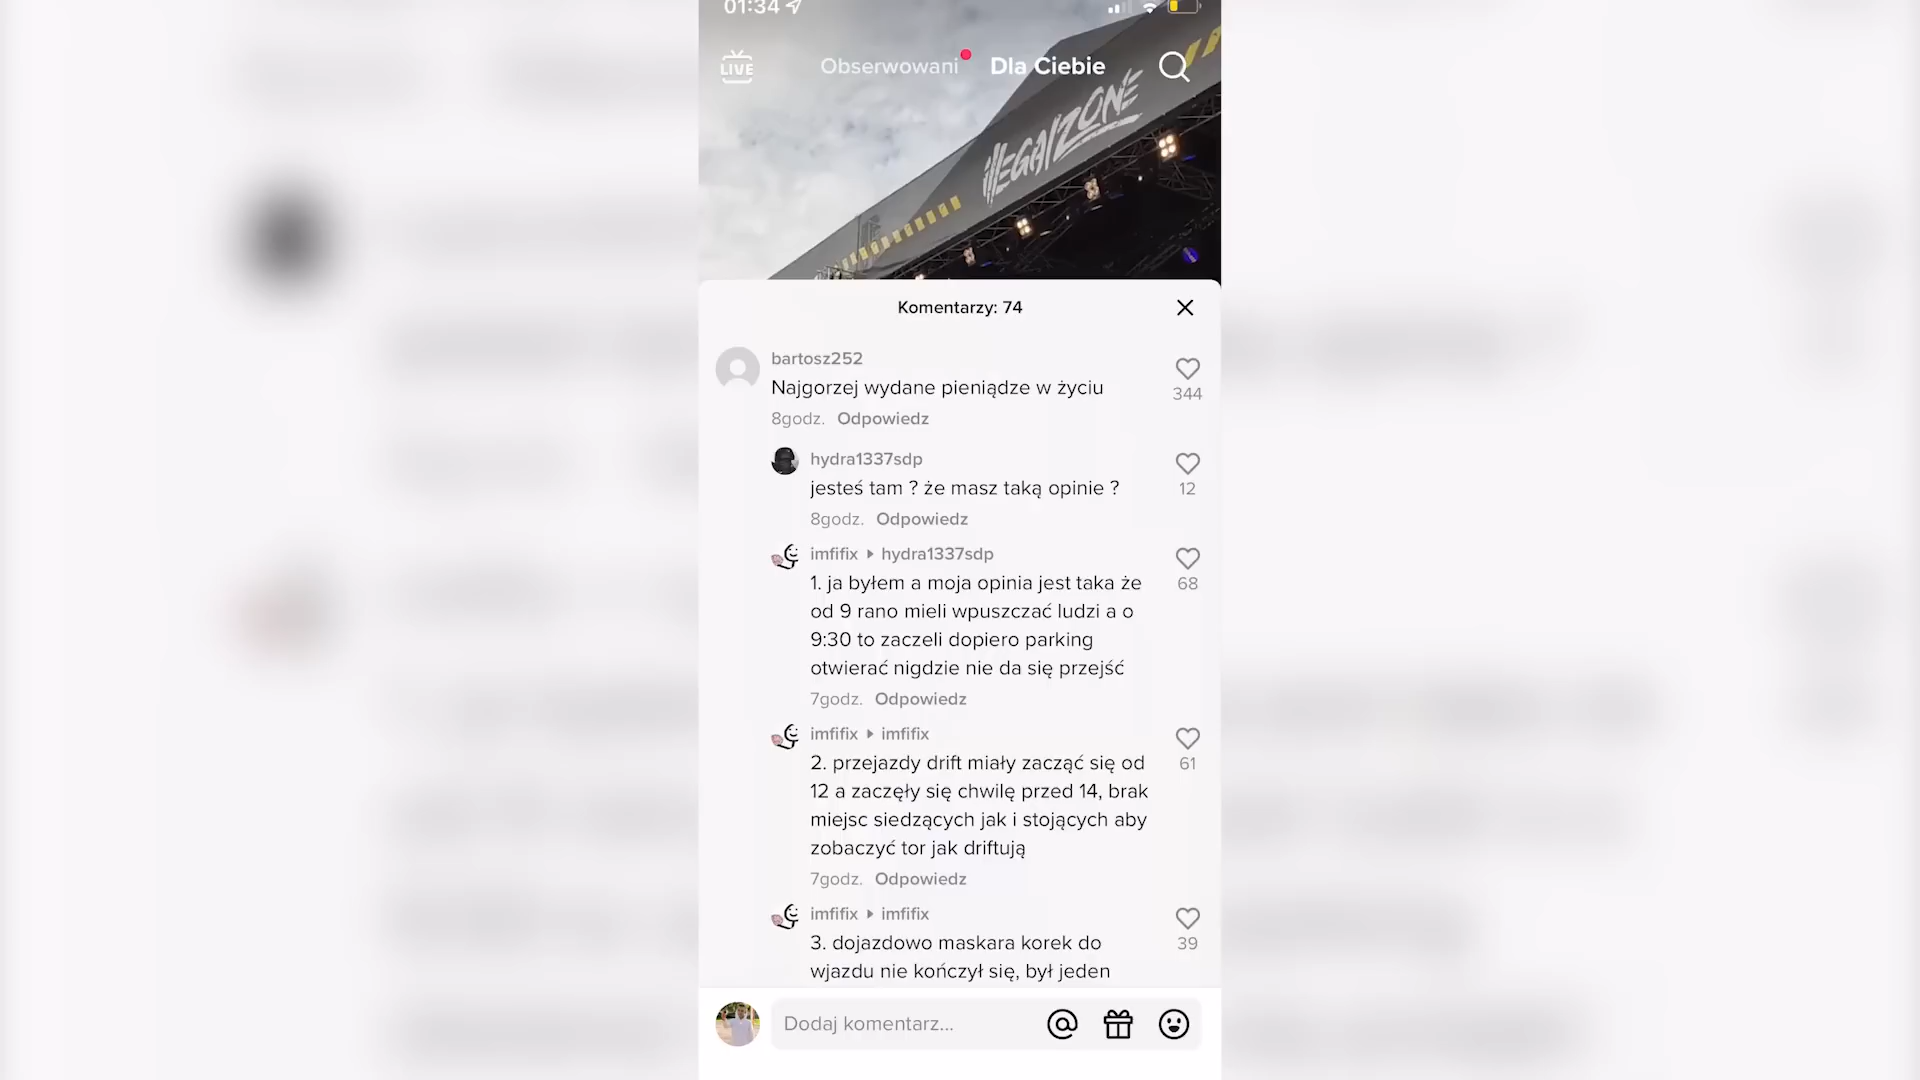 01:34
LIVE
Obserwowani
Dla Ciebie
IllEGAlZONE
Komentarzy: 74
bartosz252
Najgorzej wydane pieniądze w życiu
344
8godz. Odpowiedz
hydra1337sdp
jesteś tam ? że masz taką opinie ?
12
8godz. Odpowiedz
imfifix hydra1337sdp
1. ja byłem a moja opinia jest taka że
68
od 9 rano mieli wpuszczać ludzi a o
9:30 to zaczeli dopiero parking
otwierać nigdzie nie da się przejść
7godz. Odpowiedz
imfifix imfifix
2. przejazdy drift miały zacząć się od
61
12 a zaczęły się chwilę przed 14, brak
miejsc siedzących jak i stojących aby
zobaczyć tor jak driftują
7godz. Odpowiedz
imfifix imfifix
3. dojazdowo maskara korek do
39
wjazdu nie kończył się, był jeden
Dodaj komentarz...